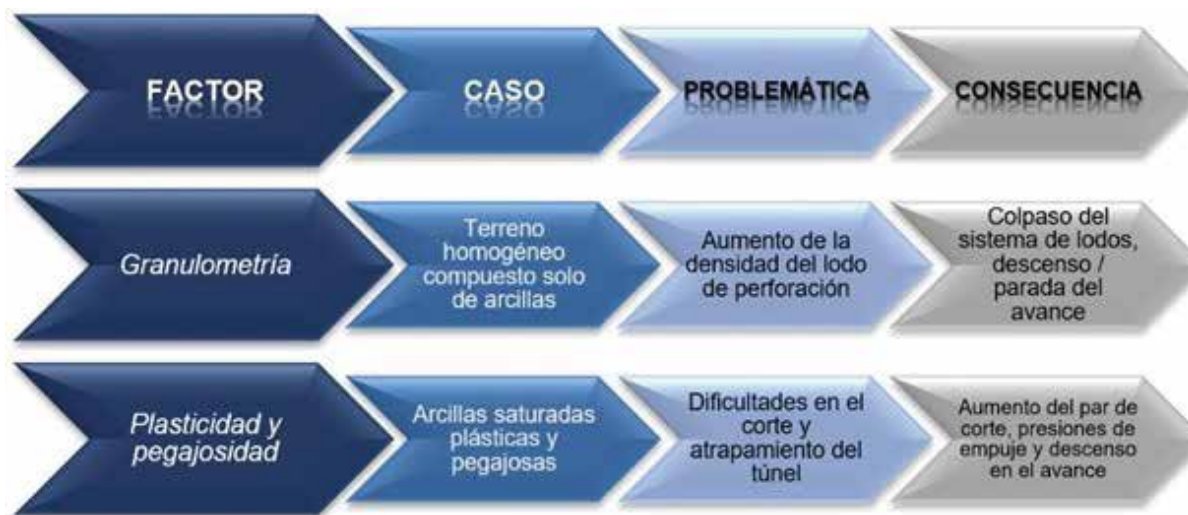 FACTOR
CASO
PROBLEMÁTICA
CONSECUENCIA
Granulometría
Terreno
homogéneo
compuesto solo
de arcillas
Aumento de la
densidad del lodo
de perforación
Colpaso del
sistema de lodos,
descenso /
parada del
avance
Plasticidad y
pegajosidad
Arcillas saturadas
plásticas y
pegajosas
Dificultades en el
corte y
atrapamiento del
túnel
Aumento del par de
corte, presiones de
empuje y descenso
en el avance